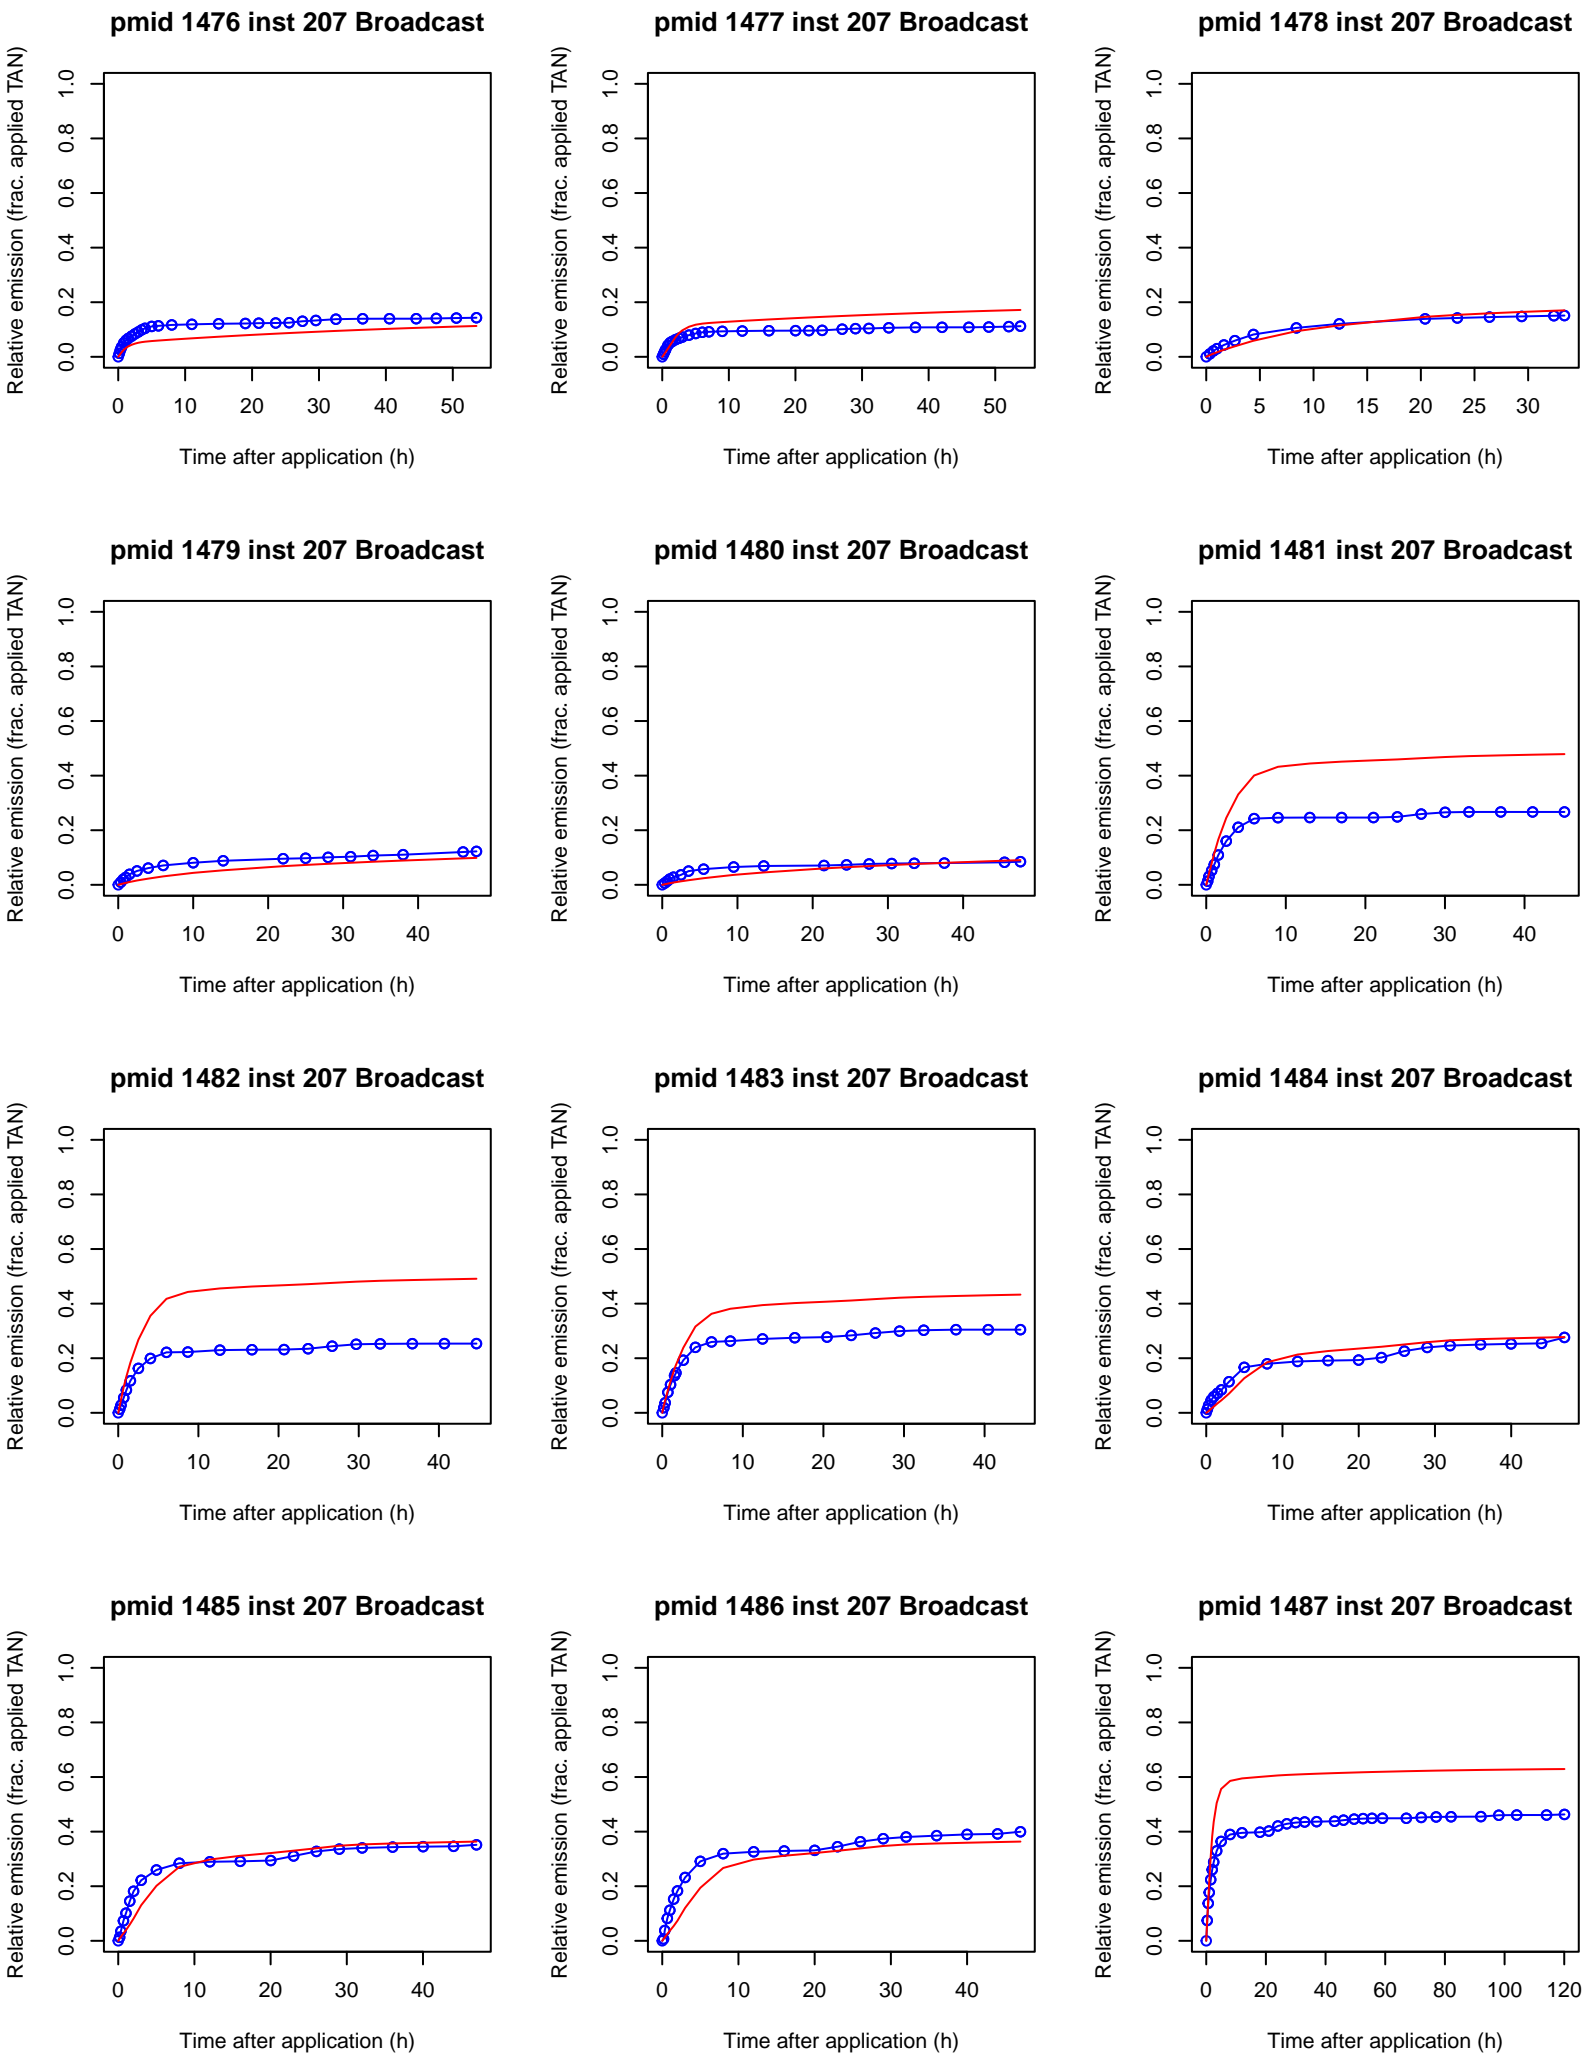 pmid 1476 inst 207 Broadcast
Relative emission (frac. applied TAN)
0.0 0.2 0.4 0.6 0.8 1.0
0 10 20 30 40 50
Time after application (h)
pmid 1477 inst 207 Broadcast
Relative emission (frac. applied TAN)
0.0 0.2 0.4 0.6 0.8 1.0
0 10 20 30 40 50
Time after application (h)
pmid 1478 inst 207 Broadcast
Relative emission (frac. applied TAN)
0.0 0.2 0.4 0.6 0.8 1.0
0 5 10 15 20 25 30
Time after application (h)
pmid 1479 inst 207 Broadcast
Relative emission (frac. applied TAN)
0.0 0.2 0.4 0.6 0.8 1.0
0 10 20 30 40
Time after application (h)
pmid 1480 inst 207 Broadcast
Relative emission (frac. applied TAN)
0.0 0.2 0.4 0.6 0.8 1.0
0 10 20 30 40
Time after application (h)
pmid 1481 inst 207 Broadcast
Relative emission (frac. applied TAN)
0.0 0.2 0.4 0.6 0.8 1.0
0 10 20 30 40
Time after application (h)
pmid 1482 inst 207 Broadcast
Relative emission (frac. applied TAN)
0.0 0.2 0.4 0.6 0.8 1.0
0 10 20 30 40
Time after application (h)
pmid 1483 inst 207 Broadcast
Relative emission (frac. applied TAN)
0.0 0.2 0.4 0.6 0.8 1.0
0 10 20 30 40
Time after application (h)
pmid 1484 inst 207 Broadcast
Relative emission (frac. applied TAN)
0.0 0.2 0.4 0.6 0.8 1.0
0 10 20 30 40
Time after application (h)
pmid 1485 inst 207 Broadcast
Relative emission (frac. applied TAN)
0.0 0.2 0.4 0.6 0.8 1.0
0 10 20 30 40
Time after application (h)
pmid 1486 inst 207 Broadcast
Relative emission (frac. applied TAN)
0.0 0.2 0.4 0.6 0.8 1.0
0 10 20 30 40
Time after application (h)
pmid 1487 inst 207 Broadcast
Relative emission (frac. applied TAN)
0.0 0.2 0.4 0.6 0.8 1.0
0 20 40 60 80 100 120
Time after application (h)